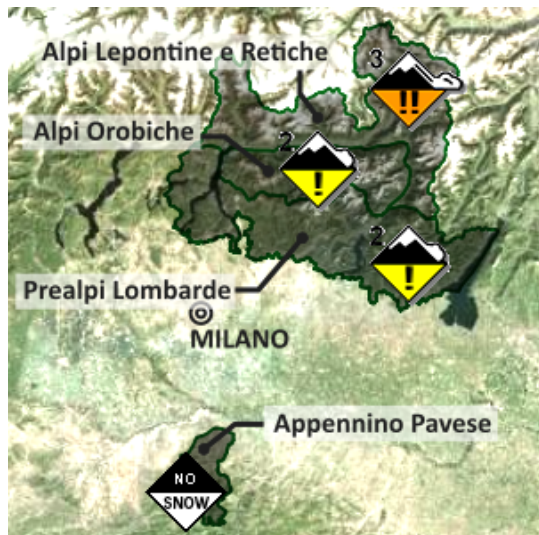 Alpi Lepontine e Retiche
3
!!
Alpi Orobiche
2
!
2
!
Prealpi Lombarde
MILANO
Appennino Pavese
NO
SNOW